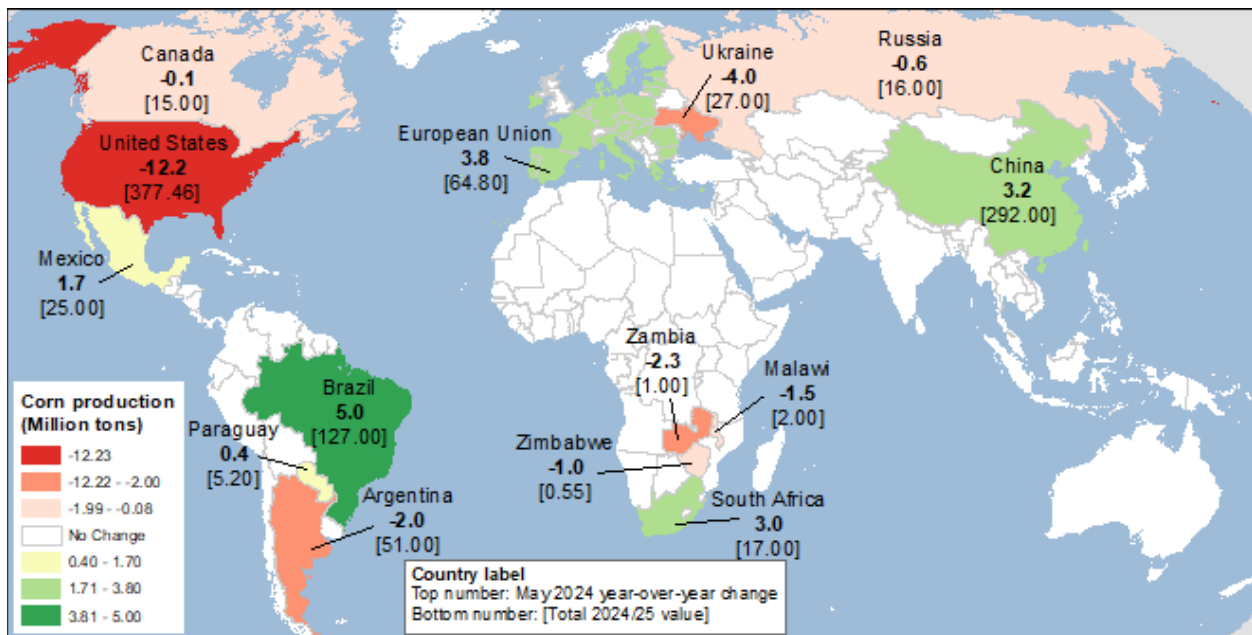 Canada
-0.1
[15.00]
United States
-12.2
[377.46]
Mexico
1.7
[25.00]
European Union
3.8
[64.80]
Ukraine
-4.0
[27.00]
Russia
-0.6
[16.00]
China
3.2
[292.00]
Brazil
5.0
[127.00]
Paraguay
0.4
[5.20]
Argentina
-2.0
[51.00]
Zambia
-2.3
[1.00]
Malawi
-1.5
[2.00]
Zimbabwe
-1.0
[0.55]
South Africa
3.0
[17.00]
Corn production
(Million tons)
-12.23
-12.22 - -2.00
-1.99 - -0.08
No Change
0.40 - 1.70
1.71 - 3.80
3.81 - 5.00
Country label
Top number: May 2024 year-over-year change
Bottom number: [Total 2024/25 value]